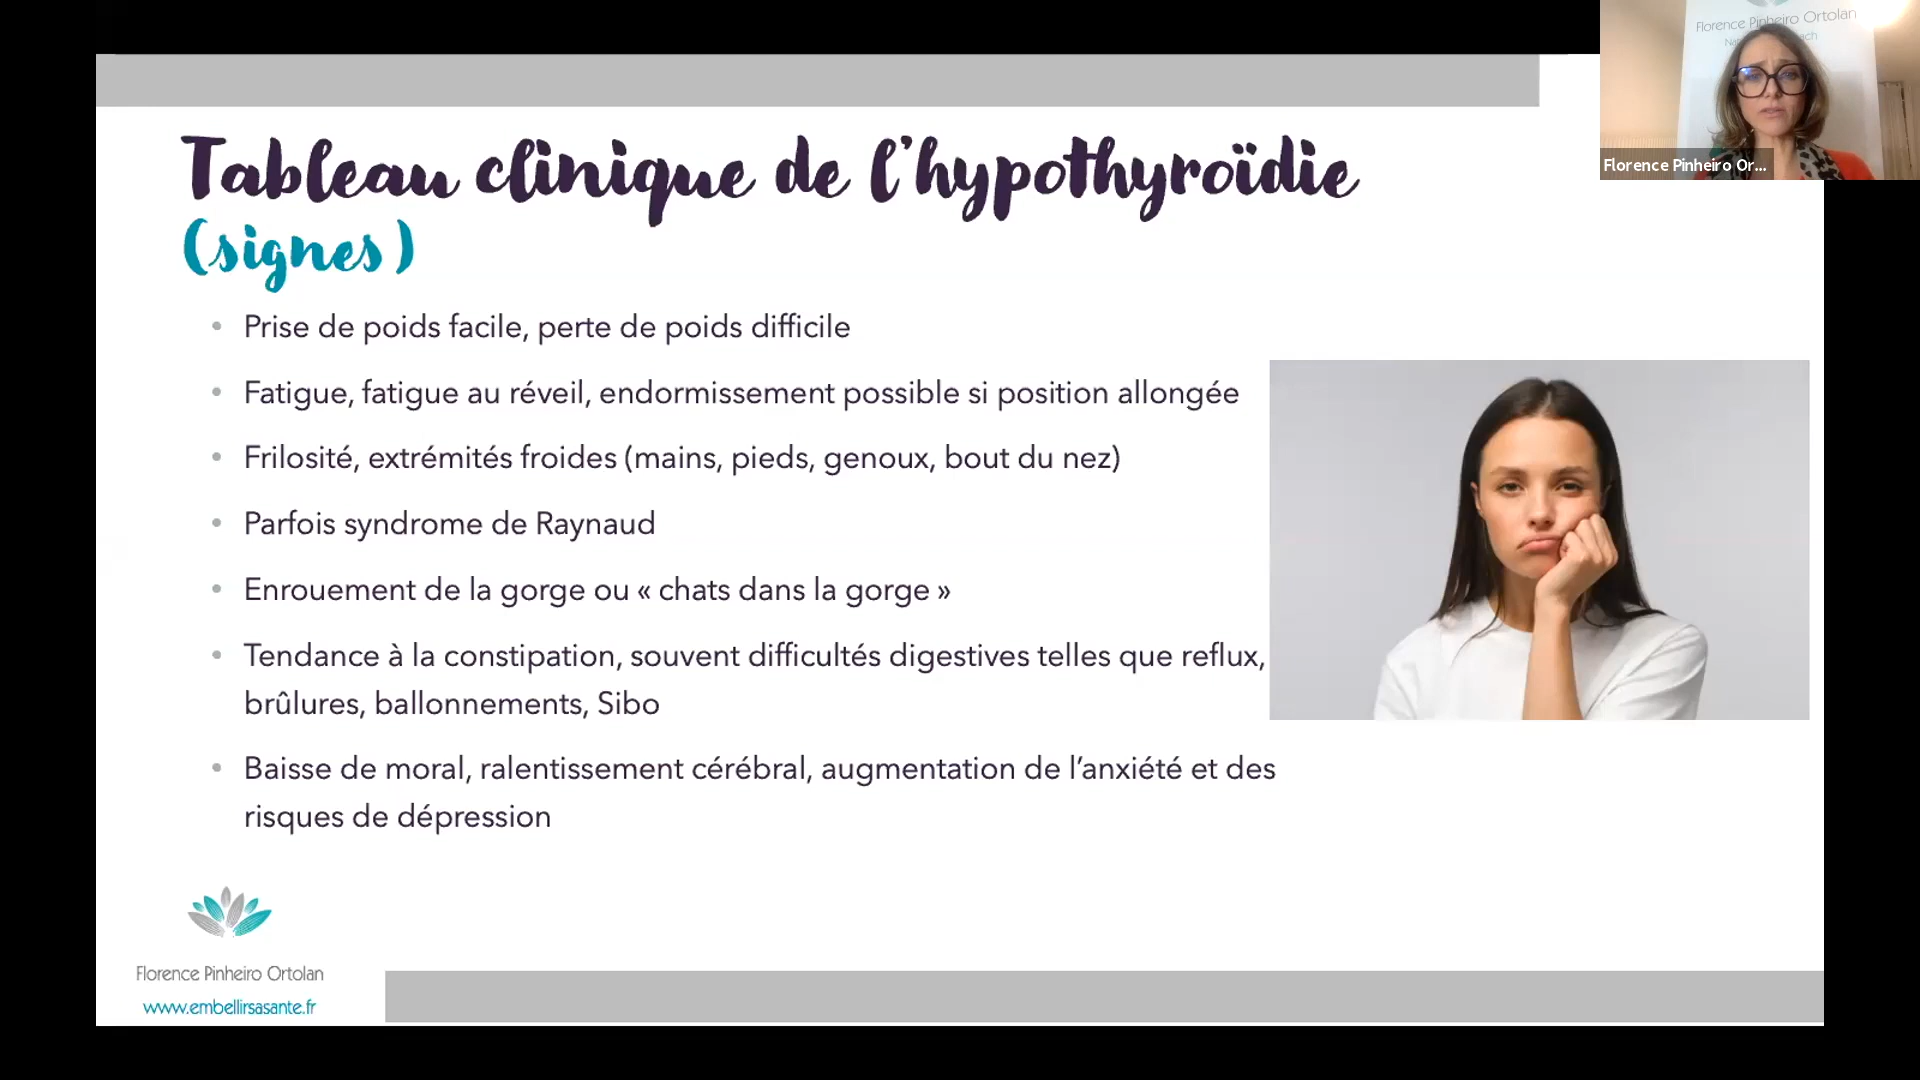 Florence Pinheiro Ortolan
Florence Pinheiro Or...
Tableau clinique de l'hypothyroïdie
(signes)
• Prise de poids facile, perte de poids difficile
• Fatigue, fatigue au réveil, endormissement possible si position allongée
• Frilosité, extrémités froides (mains, pieds, genoux, bout du nez)
• Parfois syndrome de Raynaud
• Enrouement de la gorge ou « chats dans la gorge »
• Tendance à la constipation, souvent difficultés digestives telles que reflux,
brûlures, ballonnements, Sibo
• Baisse de moral, ralentissement cérébral, augmentation de l’anxiété et des
risques de dépression
Florence Pinheiro Ortolan
www.embellirsasante.fr